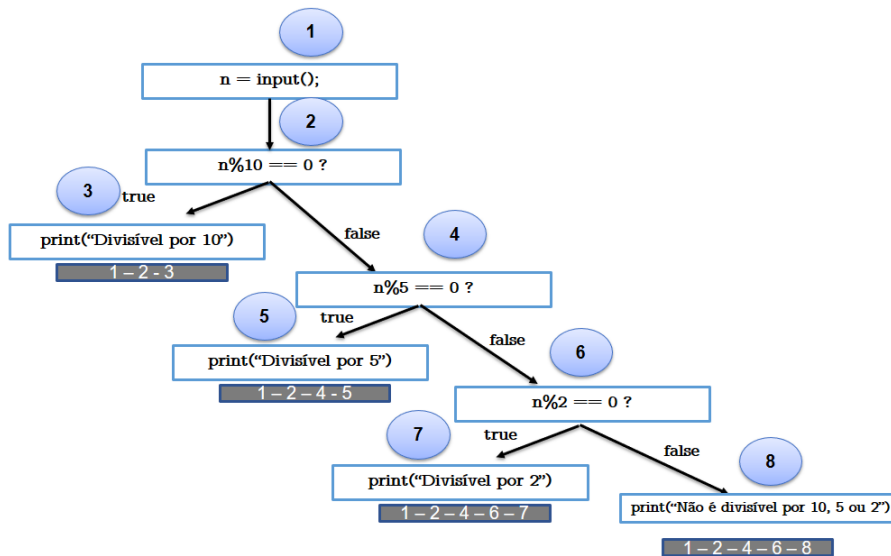 1
n = input();
2
n%10 == 0 ?
3
true
false
4
print(“Divisível por 10”)
1 – 2 - 3
n%5 == 0 ?
5
true
false
6
print(“Divisível por 5”)
1 – 2 – 4 - 5
n%2 == 0 ?
7
true
false
8
print(“Divisível por 2”)
1 – 2 – 4 – 6 – 7
print(“Não é divisível por 10, 5 ou 2”)
1 – 2 – 4 – 6 – 8